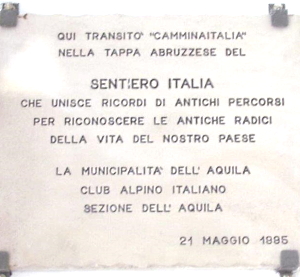 QUI TRANSITO' "CAMMINAITALIA"
NELLA TAPPA ABRUZZESE DEL
SENTIERO ITALIA
CHE UNISCE RICORDI DI ANTICHI PERCORSI
PER RICONOSCERE LE ANTICHE RADICI
DELLA VITA DEL NOSTRO PAESE
LA MUNICIPALITA' DELL'AQUILA
CLUB ALPINO ITALIANO
SEZIONE DELL'AQUILA
21 MAGGIO 1995